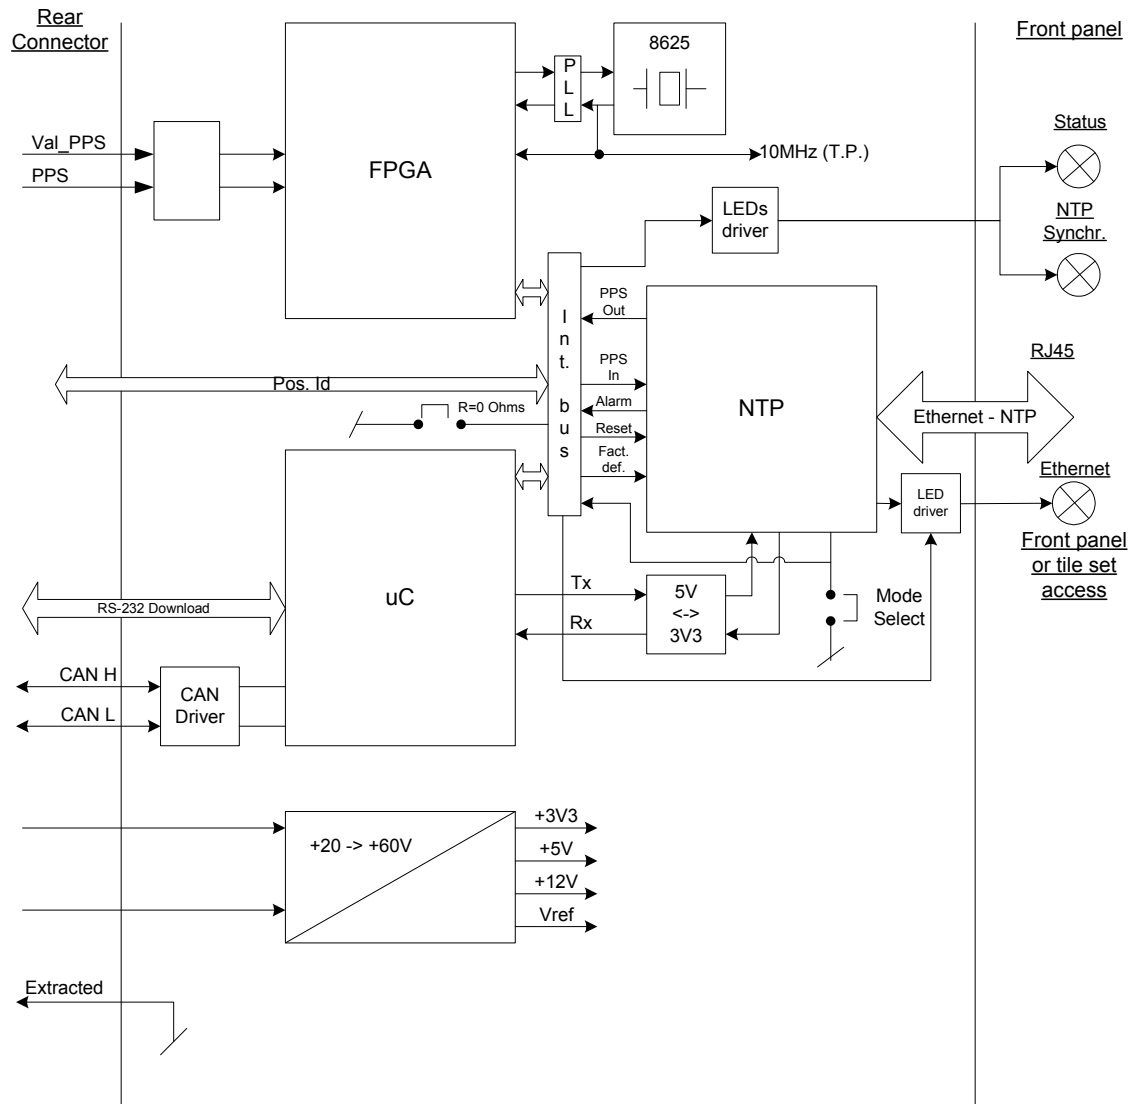 Rear
Connector
Front panel
8625
P
L
L
Val_PPS
PPS
FPGA
10MHz (T.P.)
Status
LEDs
driver
NTP
Synchr.
Int. bus
PPS
Out
PPS
In
Alarm
Reset
Fact.
def.
NTP
RJ45
Ethernet - NTP
Pos. Id
R=0 Ohms
Ethernet
LED
driver
Front panel
or tile set
access
uC
Tx
Rx
5V
<->
3V3
Mode
Select
RS-232 Download
CAN H
CAN L
CAN
Driver
+20 -> +60V
+3V3
+5V
+12V
Vref
Extracted